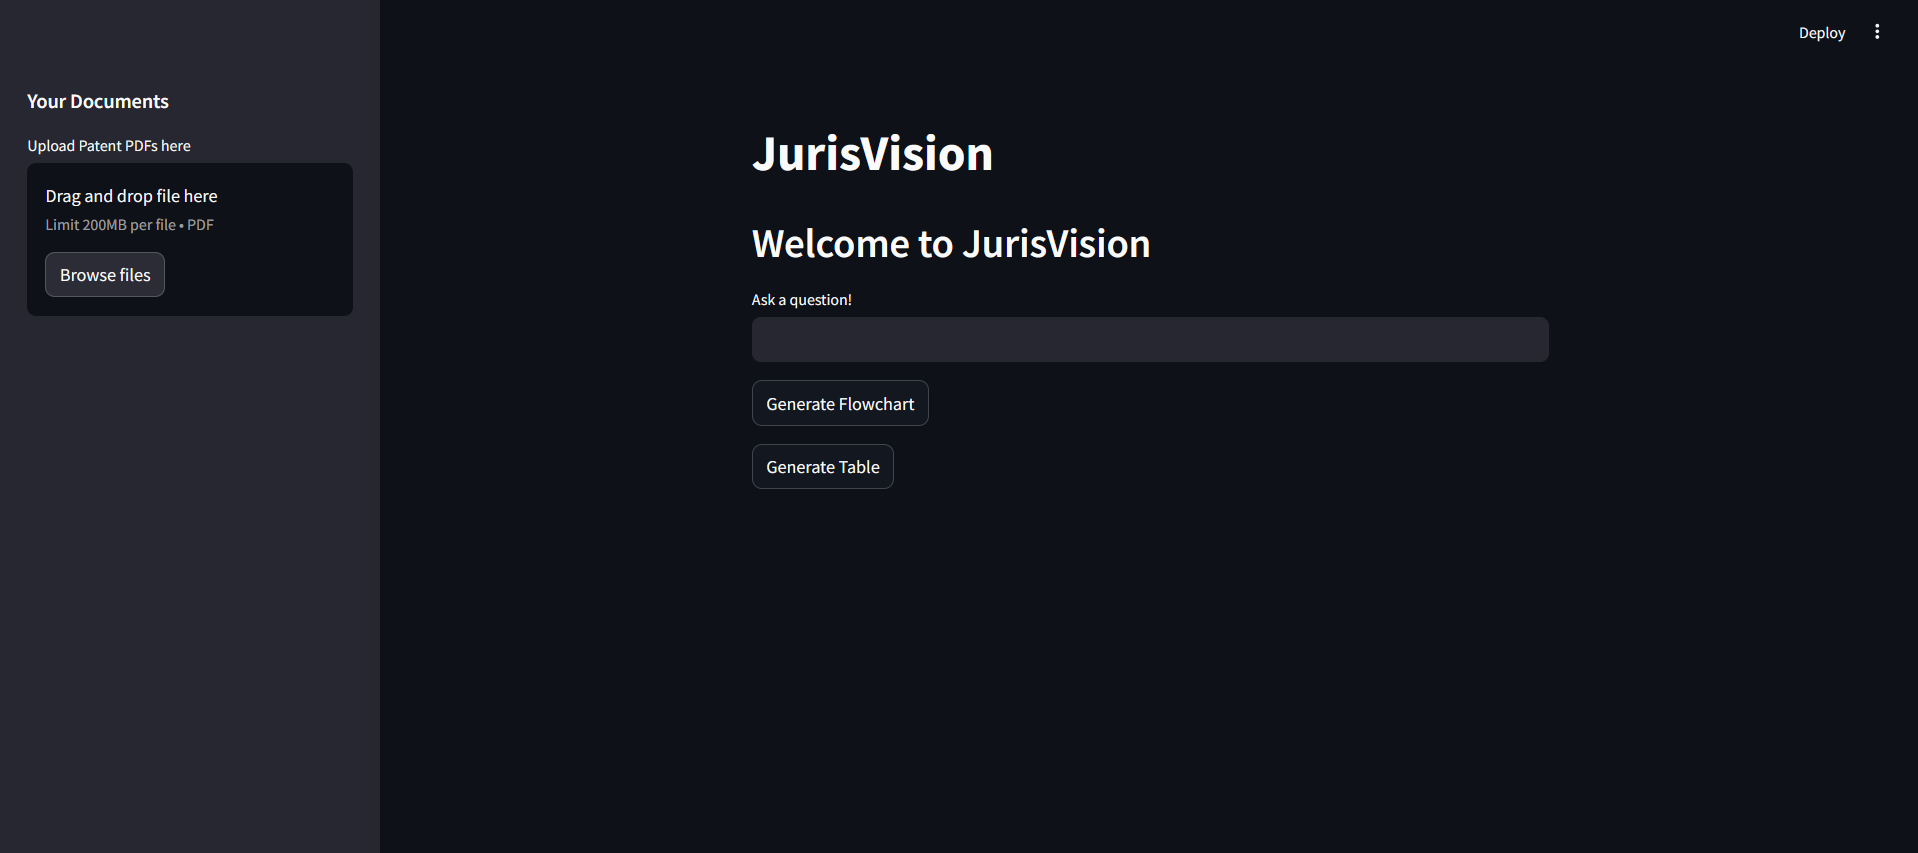 Deploy
Your Documents
Upload Patent PDFs here
Drag and drop file here
Limit 200MB per file • PDF
Browse files
JurisVision
Welcome to JurisVision
Ask a question!
Generate Flowchart
Generate Table